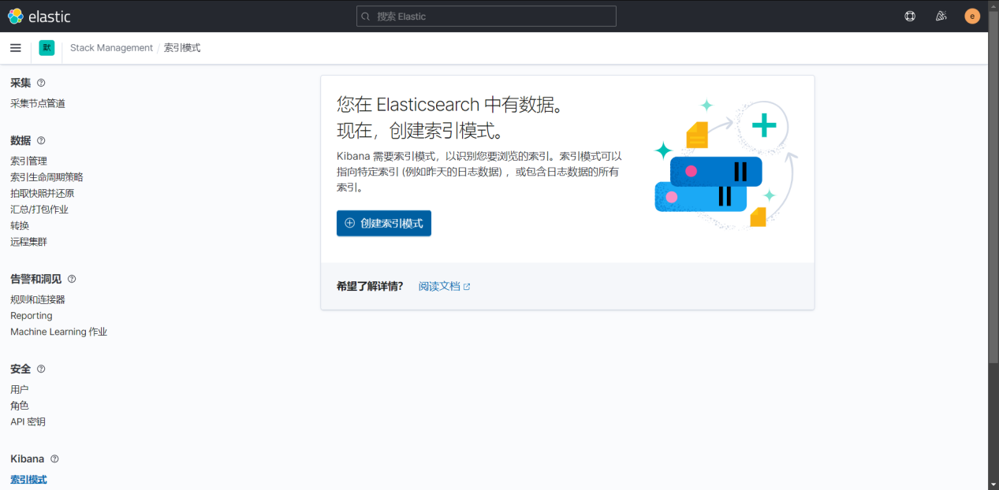 elastic
搜索 Elastic
e
默
Stack Management / 索引模式
采集
采集节点管道
数据
索引管理
索引生命周期策略
抽取快照并还原
汇总/打包作业
转换
远程集群
告警和洞见
规则和连接器
Reporting
Machine Learning 作业
安全
用户
角色
API 密钥
Kibana
索引模式
您在 Elasticsearch 中有数据。
现在，创建索引模式。
Kibana 需要索引模式，以识别您要浏览的索引。索引模式可以
指向特定索引 (例如昨天的日志数据) ，或包含日志数据的所有
索引。
创建索引模式
希望了解详情？ 阅读文档